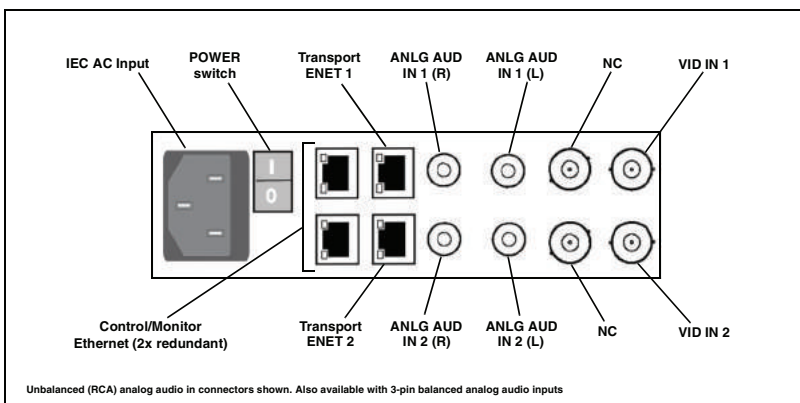 IEC AC Input
POWER
switch
Transport
ENET 1
ANLG AUD
IN 1 (R)
ANLG AUD
IN 1 (L)
NC
VID IN 1
I
0
Control/Monitor
Ethernet (2x redundant)
Transport
ENET 2
ANLG AUD
IN 2 (R)
ANLG AUD
IN 2 (L)
NC
VID IN 2
Unbalanced (RCA) analog audio in connectors shown. Also available with 3-pin balanced analog audio inputs